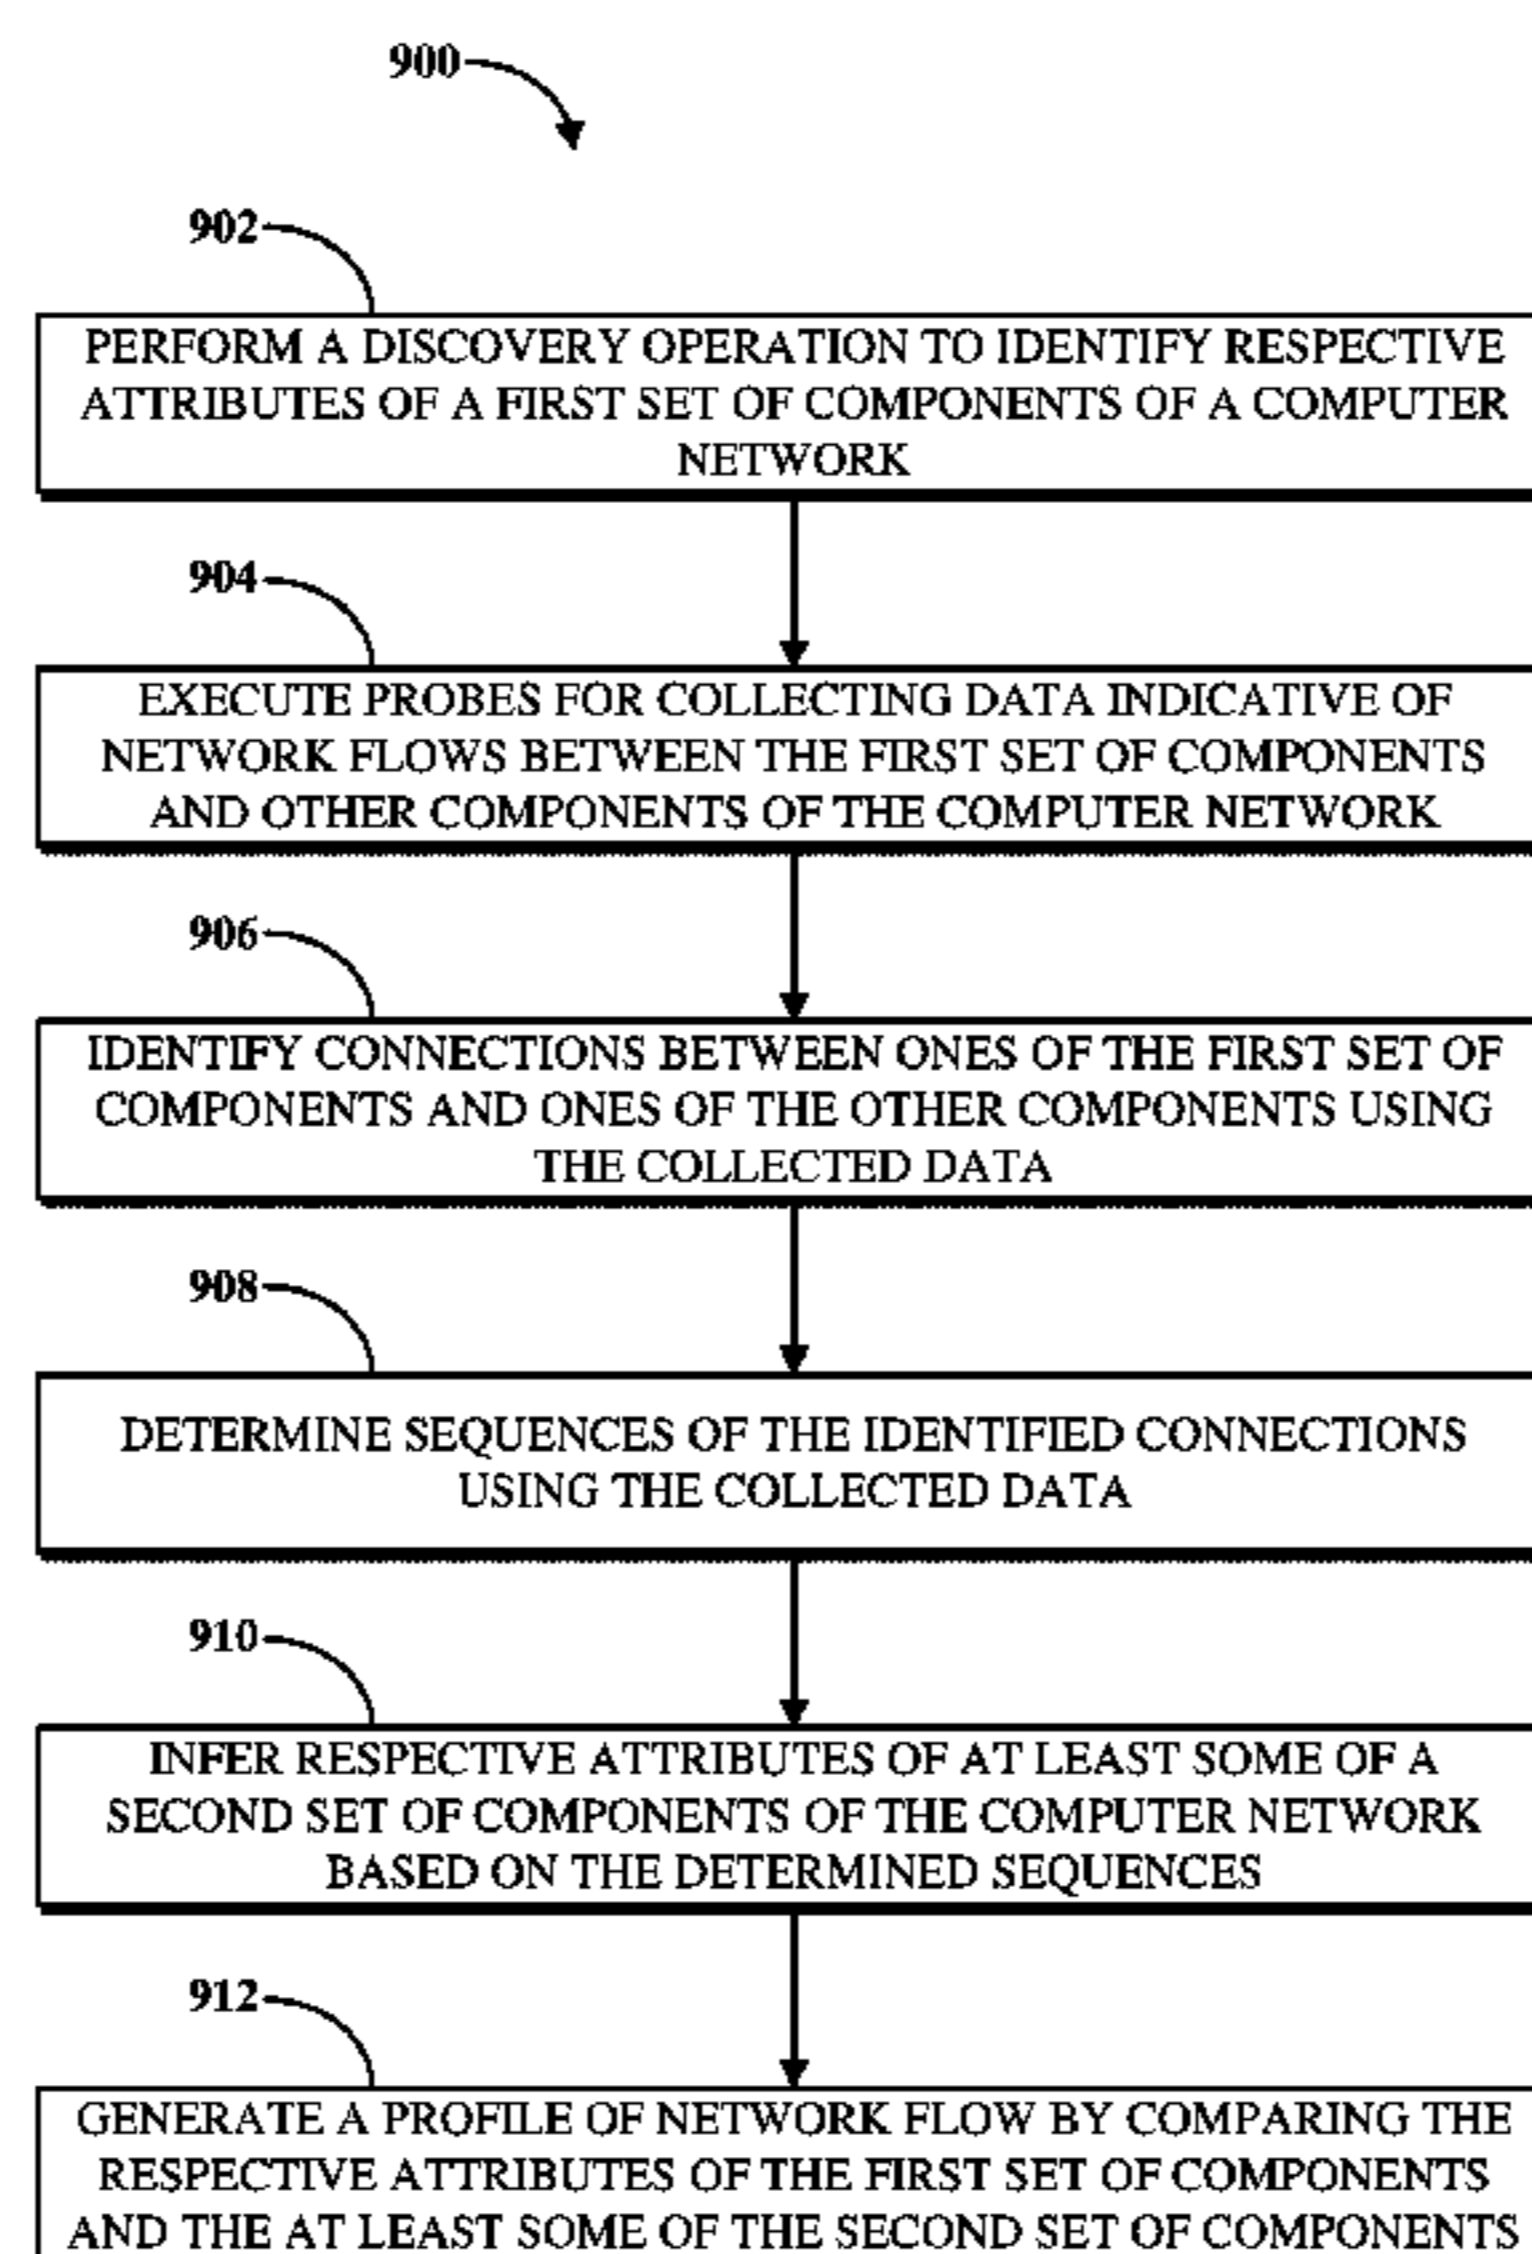 900
902
PERFORM A DISCOVERY OPERATION TO IDENTIFY RESPECTIVE
ATTRIBUTES OF A FIRST SET OF COMPONENTS OF A COMPUTER
NETWORK
904
EXECUTE PROBES FOR COLLECTING DATA INDICATIVE OF
NETWORK FLOWS BETWEEN THE FIRST SET OF COMPONENTS
AND OTHER COMPONENTS OF THE COMPUTER NETWORK
906
IDENTIFY CONNECTIONS BETWEEN ONES OF THE FIRST SET OF
COMPONENTS AND ONES OF THE OTHER COMPONENTS USING
THE COLLECTED DATA
908
DETERMINE SEQUENCES OF THE IDENTIFIED CONNECTIONS
USING THE COLLECTED DATA
910
INFER RESPECTIVE ATTRIBUTES OF AT LEAST SOME OF A
SECOND SET OF COMPONENTS OF THE COMPUTER NETWORK
BASED ON THE DETERMINED SEQUENCES
912
GENERATE A PROFILE OF NETWORK FLOW BY COMPARING THE
RESPECTIVE ATTRIBUTES OF THE FIRST SET OF COMPONENTS
AND THE AT LEAST SOME OF THE SECOND SET OF COMPONENTS